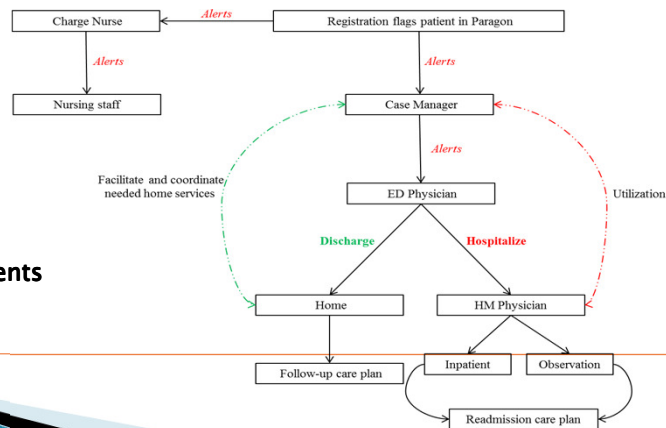 Charge Nurse
Alerts
Registration flags patient in Paragon
Alerts
Alerts
Nursing staff
Case Manager
Alerts
Facilitate and coordinate
needed home services
ED Physician
Utilization
Discharge
Hospitalize
ents
Home
HM Physician
Follow-up care plan
Inpatient
Observation
Readmission care plan